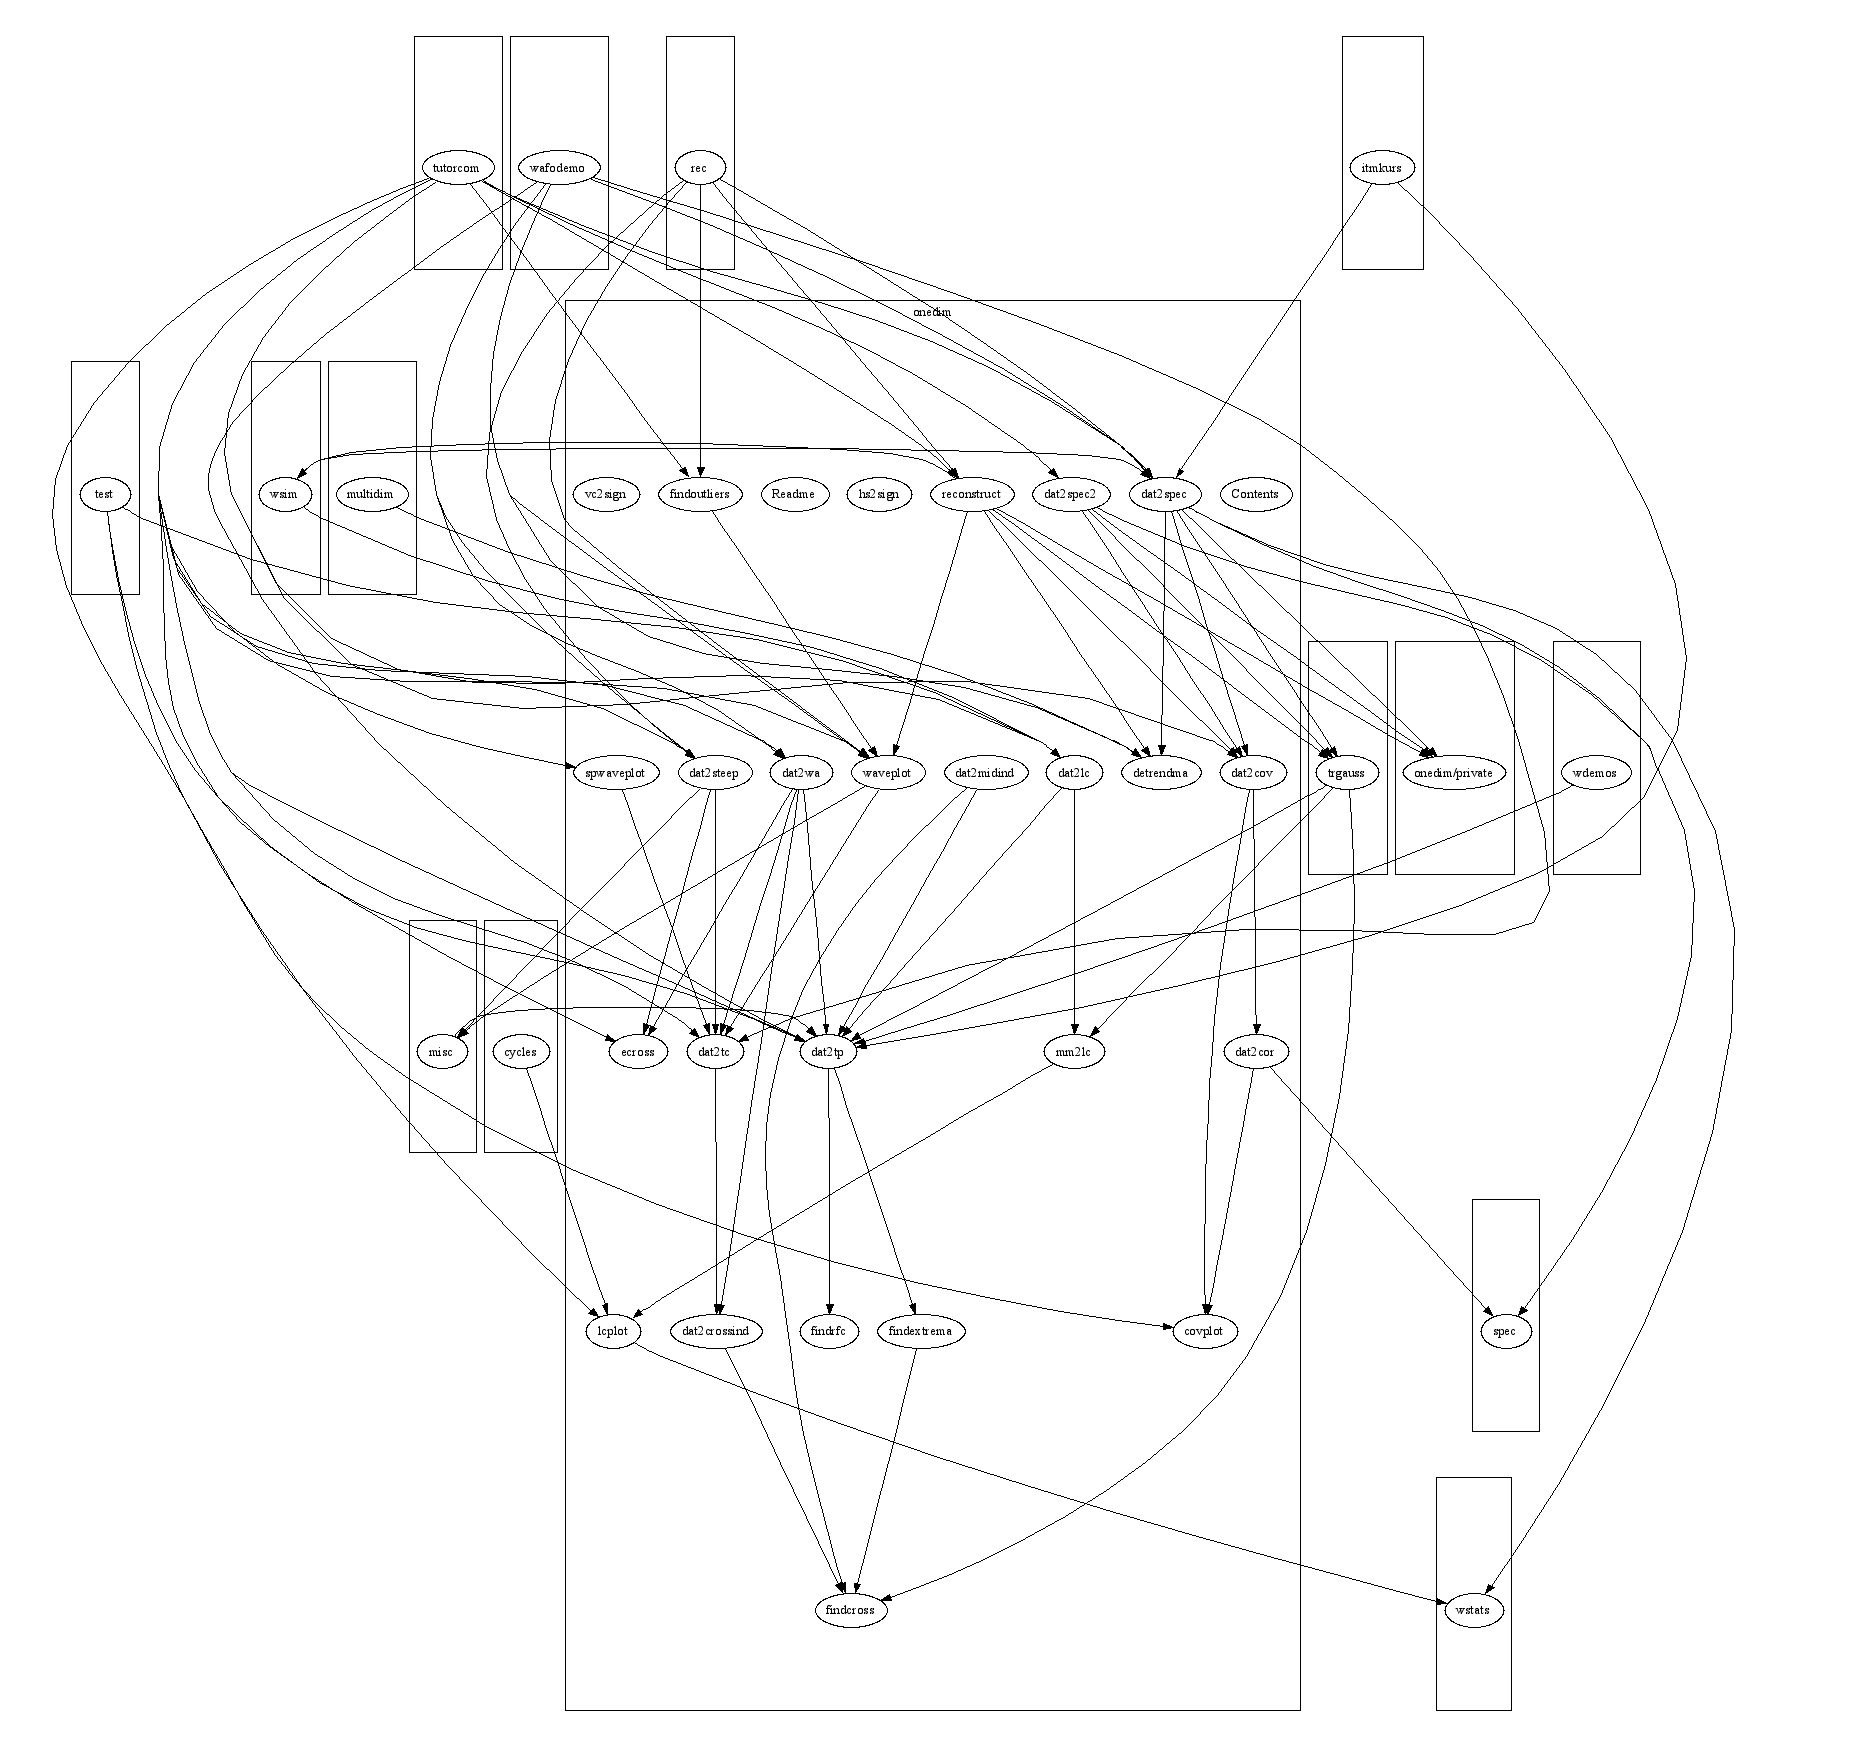 tutorcom
wafodemo
rec
itmkurs
onedim
test
wsim
multidim
vc2sign
findoutliers
Readme
hs2sign
reconstruct
dat2spec2
dat2spec
Contents
spwaveplot
dat2steep
dat2wa
waveplot
dat2midind
dat2lc
detrendma
dat2cov
trgauss
onedim/private
wdemos
misc
cycles
ecross
dat2tc
dat2tp
mm2lc
dat2cor
lcplot
dat2crossind
findrfc
findextrema
covplot
spec
findcross
wstats